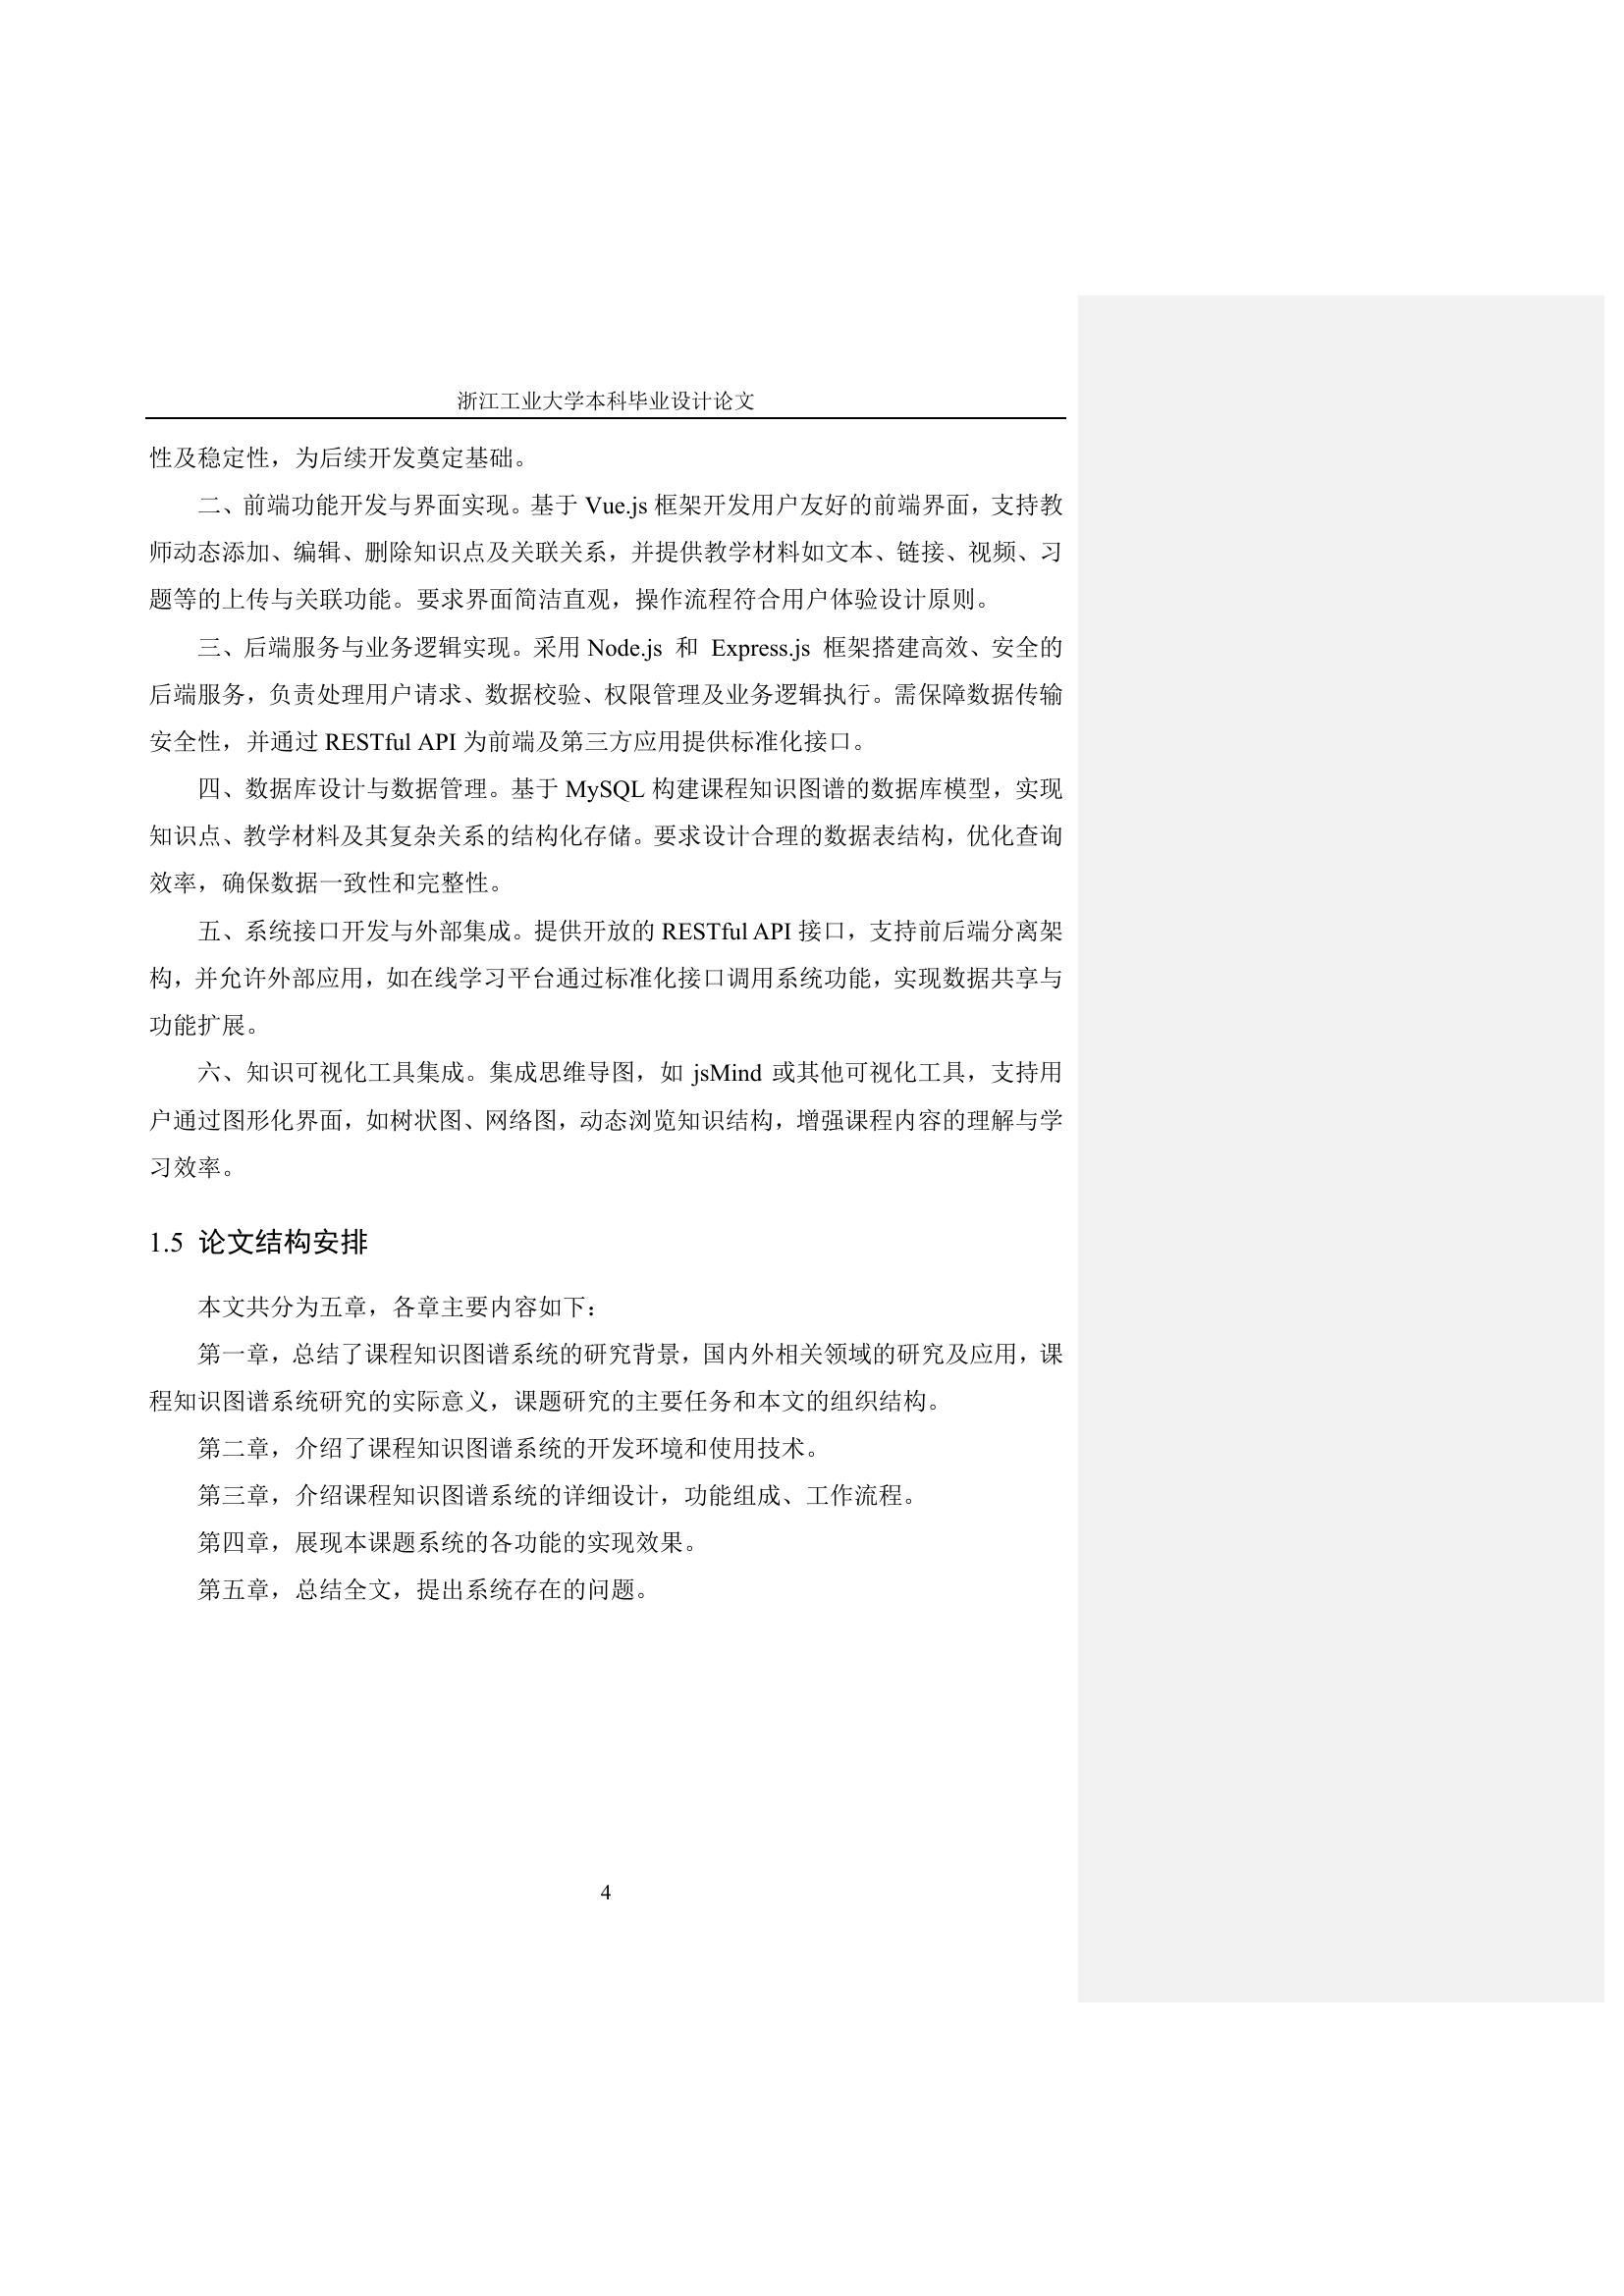 浙江工业大学本科毕业设计论文
性及稳定性，为后续开发奠定基础。
二、前端功能开发与界面实现。基于 Vue.js 框架开发用户友好的前端界面，支持教
师动态添加、编辑、删除知识点及关联关系，并提供教学材料如文本、链接、视频、习
题等的上传与关联功能。要求界面简洁直观，操作流程符合用户体验设计原则。
三、后端服务与业务逻辑实现。采用 Node.js 和 Express.js 框架搭建高效、安全的
后端服务，负责处理用户请求、数据校验、权限管理及业务逻辑执行。需保障数据传输
安全性，并通过 RESTful API 为前端及第三方应用提供标准化接口。
四、数据库设计与数据管理。基于 MySQL 构建课程知识图谱的数据库模型，实现
知识点、教学材料及其复杂关系的结构化存储。要求设计合理的数据表结构，优化查询
效率，确保数据一致性和完整性。
五、系统接口开发与外部集成。提供开放的 RESTful API 接口，支持前后端分离架
构，并允许外部应用，如在线学习平台通过标准化接口调用系统功能，实现数据共享与
功能扩展。
六、知识可视化工具集成。集成思维导图，如 jsMind 或其他可视化工具，支持用
户通过图形化界面，如树状图、网络图，动态浏览知识结构，增强课程内容的理解与学
习效率。
1.5 论文结构安排
本文共分为五章，各章主要内容如下：
第一章，总结了课程知识图谱系统的研究背景，国内外相关领域的研究及应用，课
程知识图谱系统研究的实际意义，课题研究的主要任务和本文的组织结构。
第二章，介绍了课程知识图谱系统的开发环境和使用技术。
第三章，介绍课程知识图谱系统的详细设计，功能组成、工作流程。
第四章，展现本课题系统的各功能的实现效果。
第五章，总结全文，提出系统存在的问题。
4